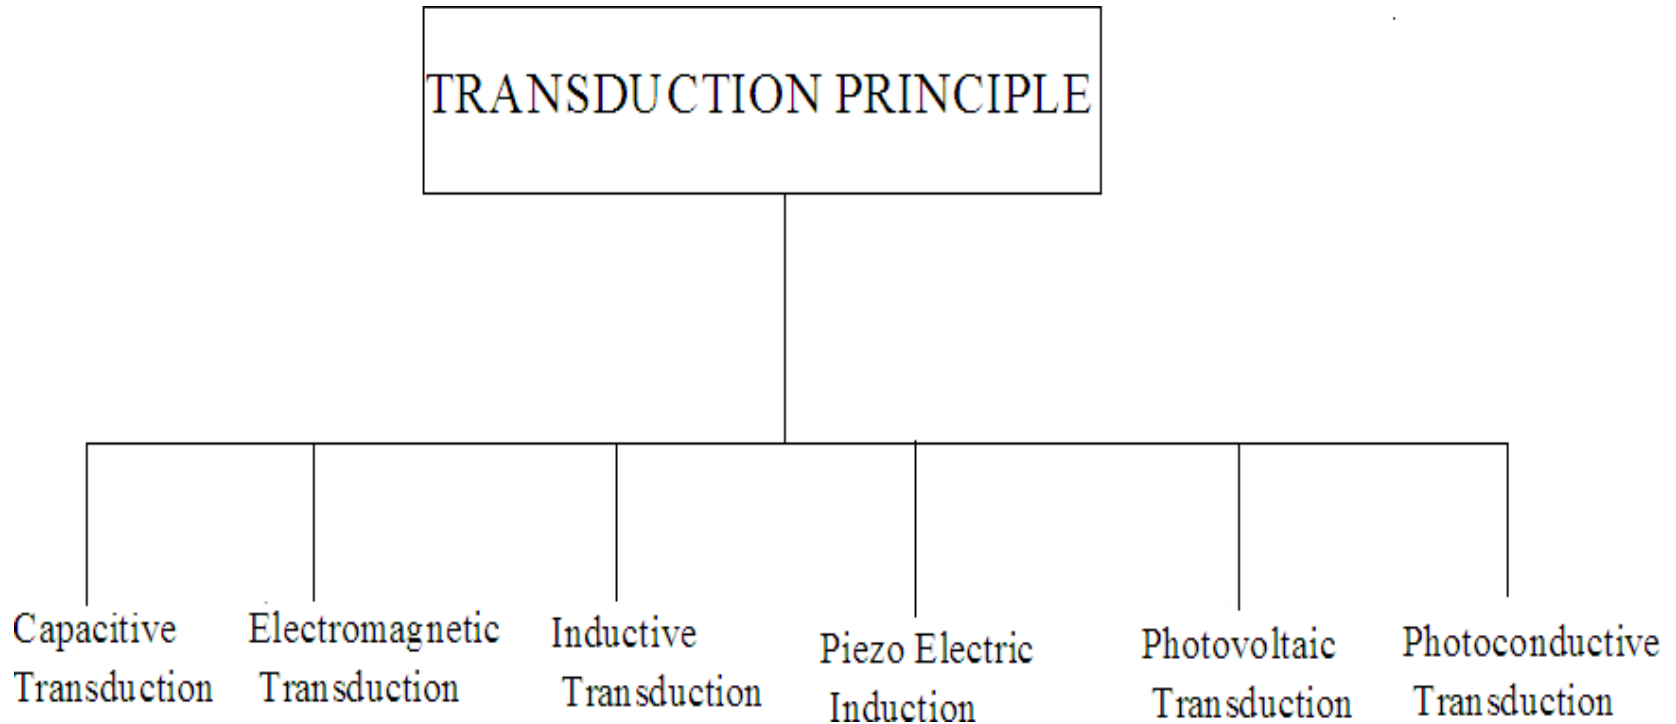 TRANSDUCTION PRINCIPLE
Capacitive
Transduction
Electromagnetic
Transduction
Inductive
Transduction
Piezo Electric
Induction
Photovoltaic
Transduction
Photoconductive
Transduction